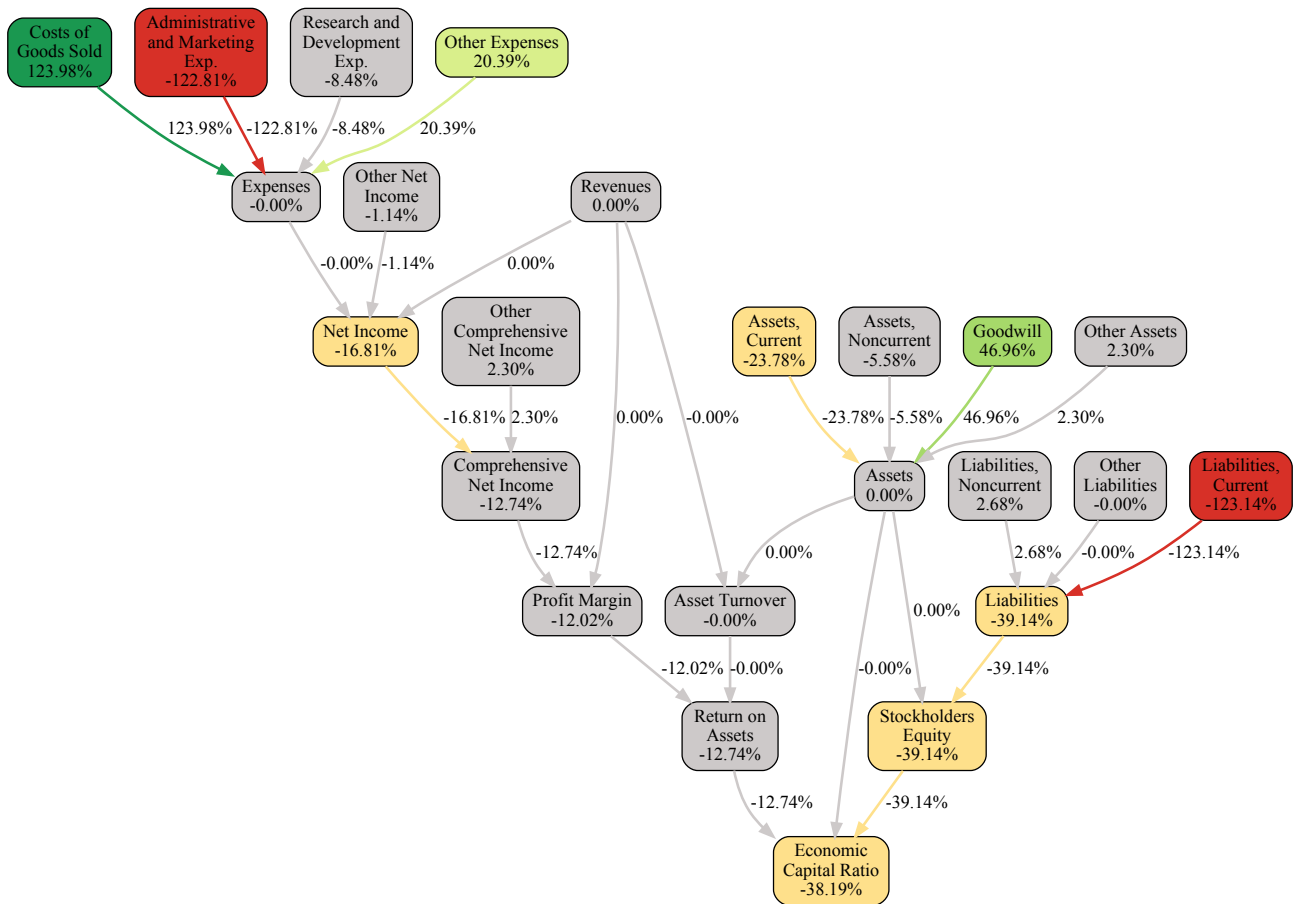 Costs of
Goods Sold
123.98%
Administrative
and Marketing
Exp.
-122.81%
Research and
Development
Exp.
-8.48%
Other Expenses
20.39%
123.98%
-122.81%
-8.48%
20.39%
Expenses
-0.00%
Other Net
Income
-1.14%
Revenues
0.00%
-0.00%
-1.14%
0.00%
Net Income
-16.81%
Other
Comprehensive
Net Income
2.30%
Assets,
Current
-23.78%
Assets,
Noncurrent
-5.58%
Goodwill
46.96%
Other Assets
2.30%
-16.81%
2.30%
0.00%
-0.00%
-23.78%
-5.58%
46.96%
2.30%
Comprehensive
Net Income
-12.74%
Assets
0.00%
Liabilities,
Noncurrent
2.68%
Other
Liabilities
-0.00%
Liabilities,
Current
-123.14%
-12.74%
0.00%
2.68%
-0.00%
-123.14%
Profit Margin
-12.02%
Asset Turnover
-0.00%
0.00%
Liabilities
-39.14%
-12.02%
-0.00%
-0.00%
-39.14%
Return on
Assets
-12.74%
Stockholders
Equity
-39.14%
-12.74%
-39.14%
Economic
Capital Ratio
-38.19%